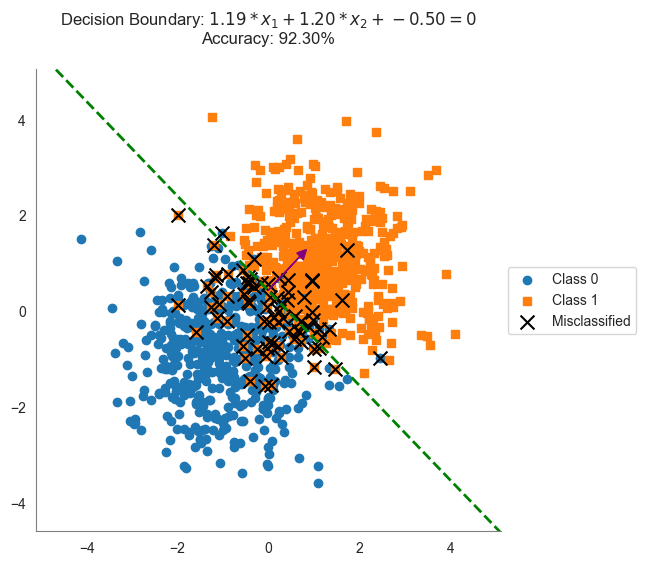 Decision Boundary: 1.19 * x₁ + 1.20 * x₂ + −0.50 = 0
Accuracy: 92.30%
4
2
0
−2
−4
−4
−2
0
2
4
Class 0
Class 1
Misclassified